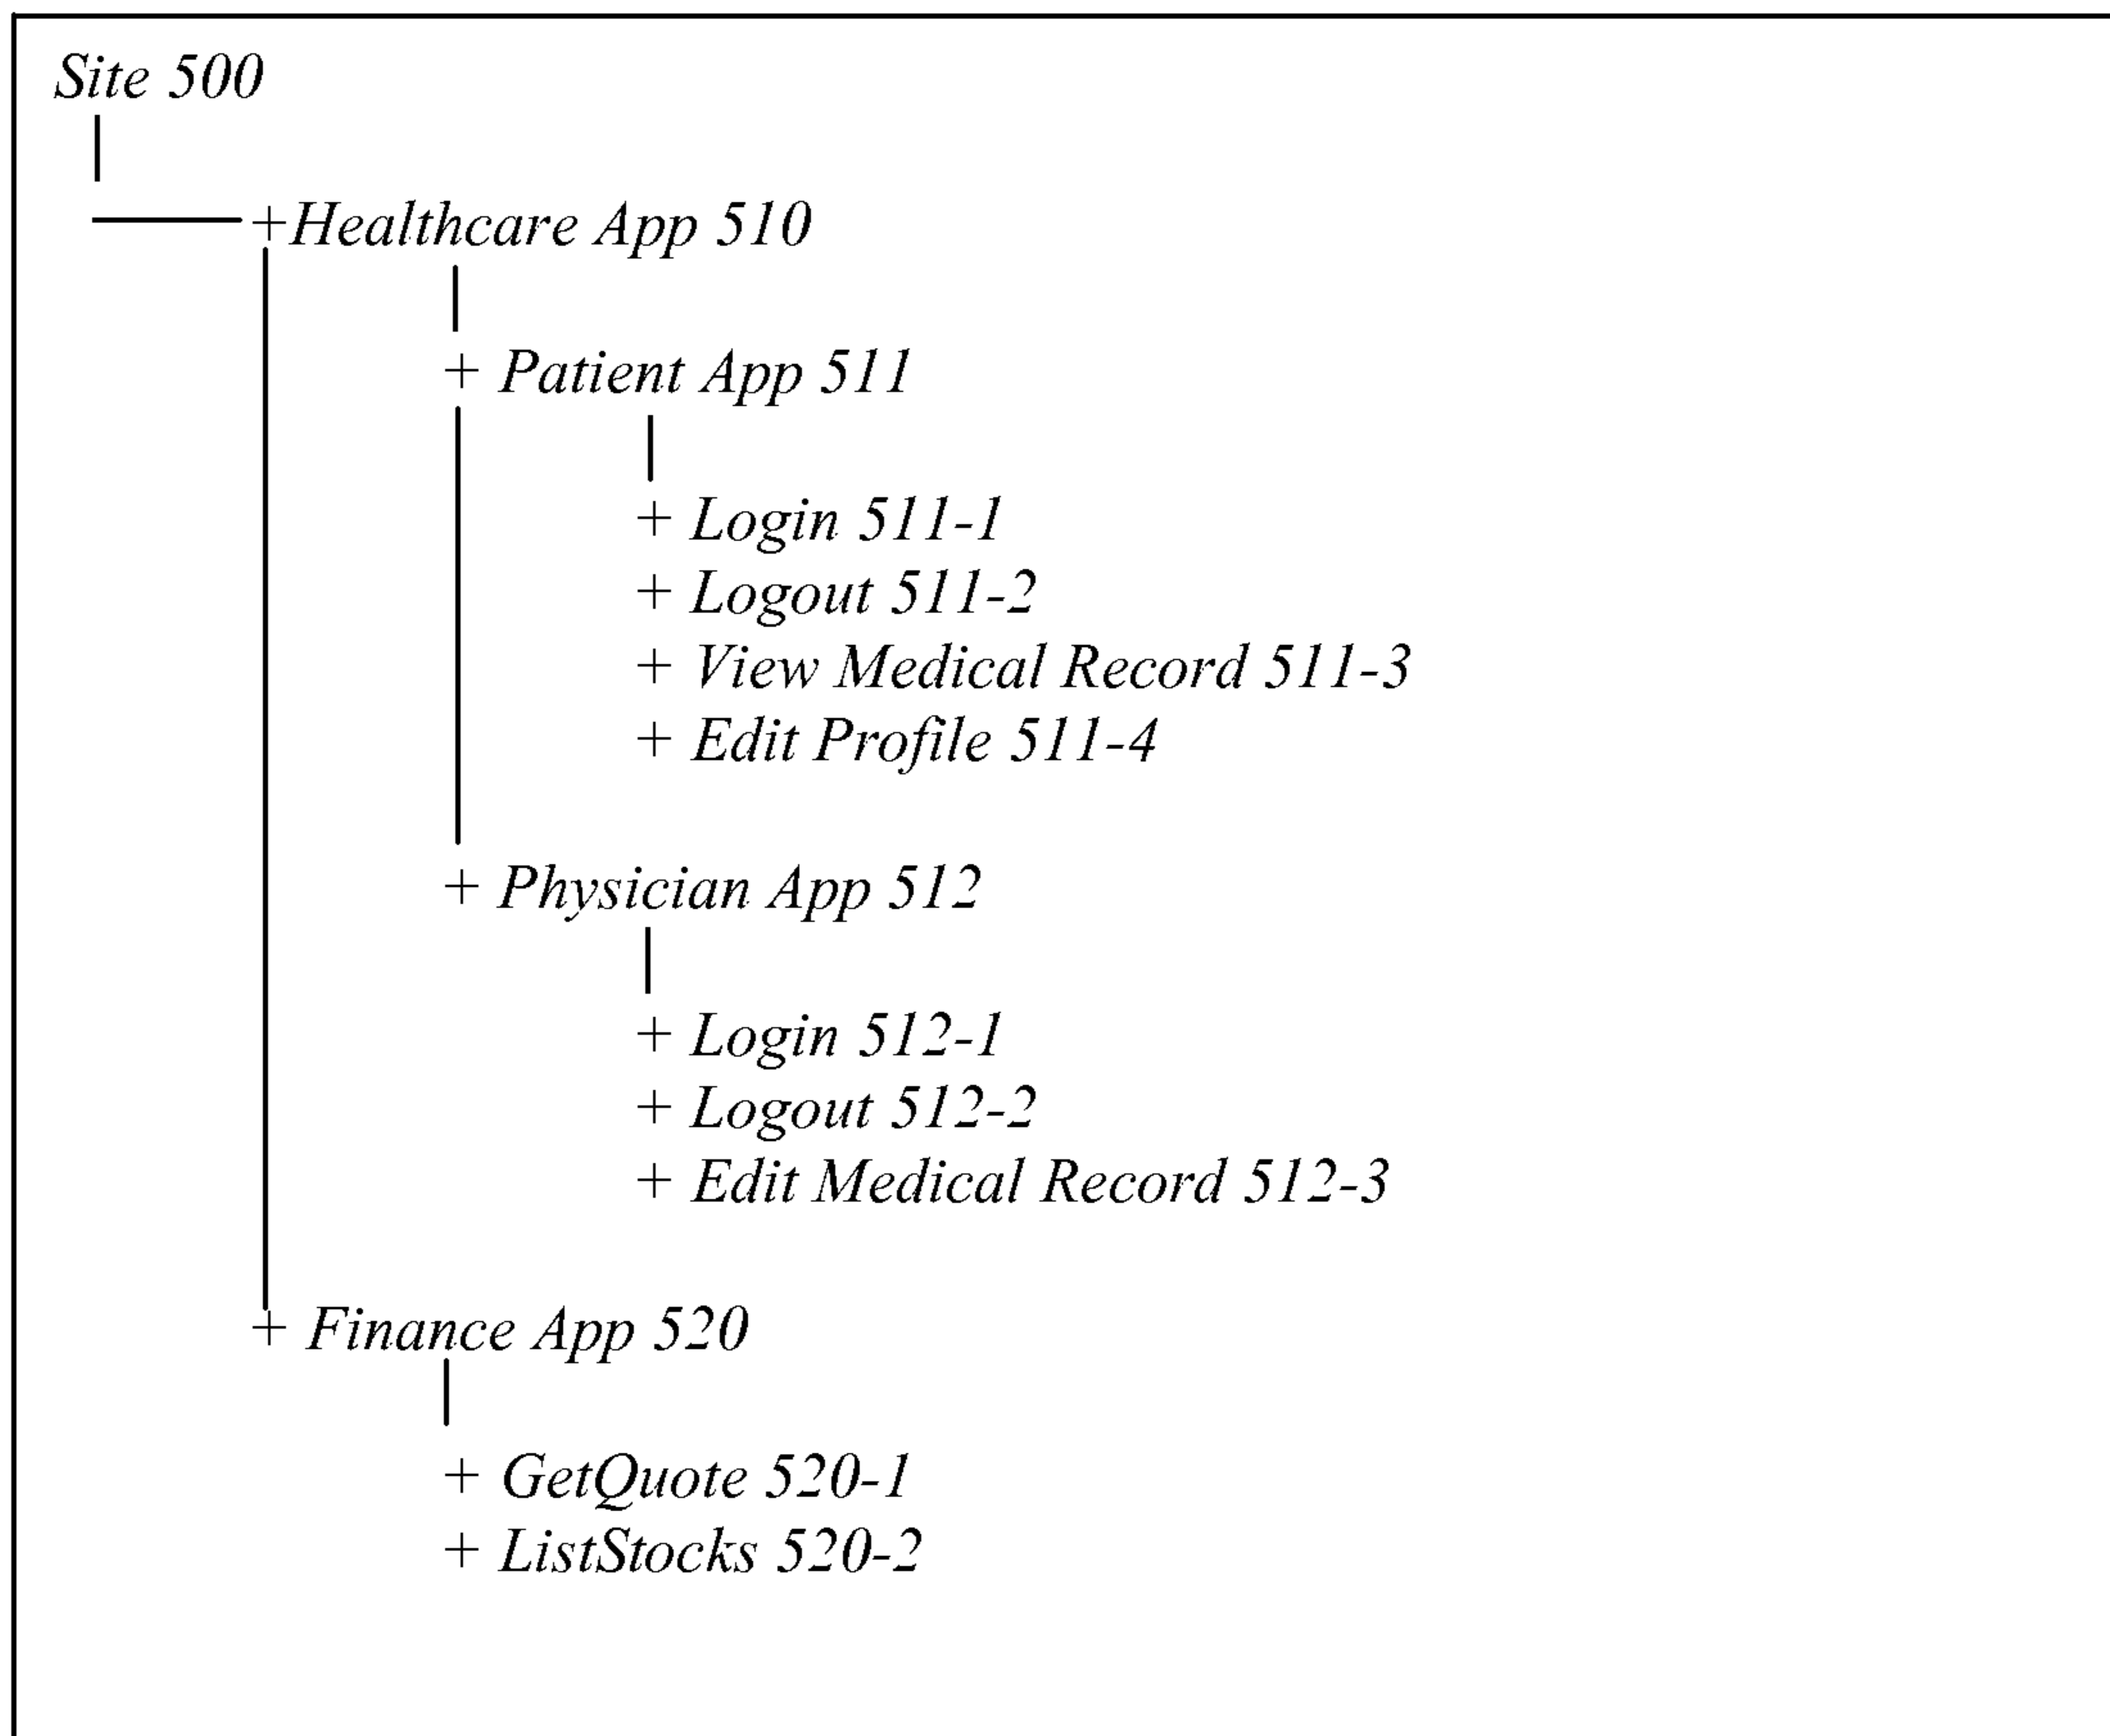 Site 500
+Healthcare App 510
+ Patient App 511
+ Login 511-1
+ Logout 511-2
+ View Medical Record 511-3
+ Edit Profile 511-4
+ Physician App 512
+ Login 512-1
+ Logout 512-2
+ Edit Medical Record 512-3
+ Finance App 520
+ GetQuote 520-1
+ ListStocks 520-2